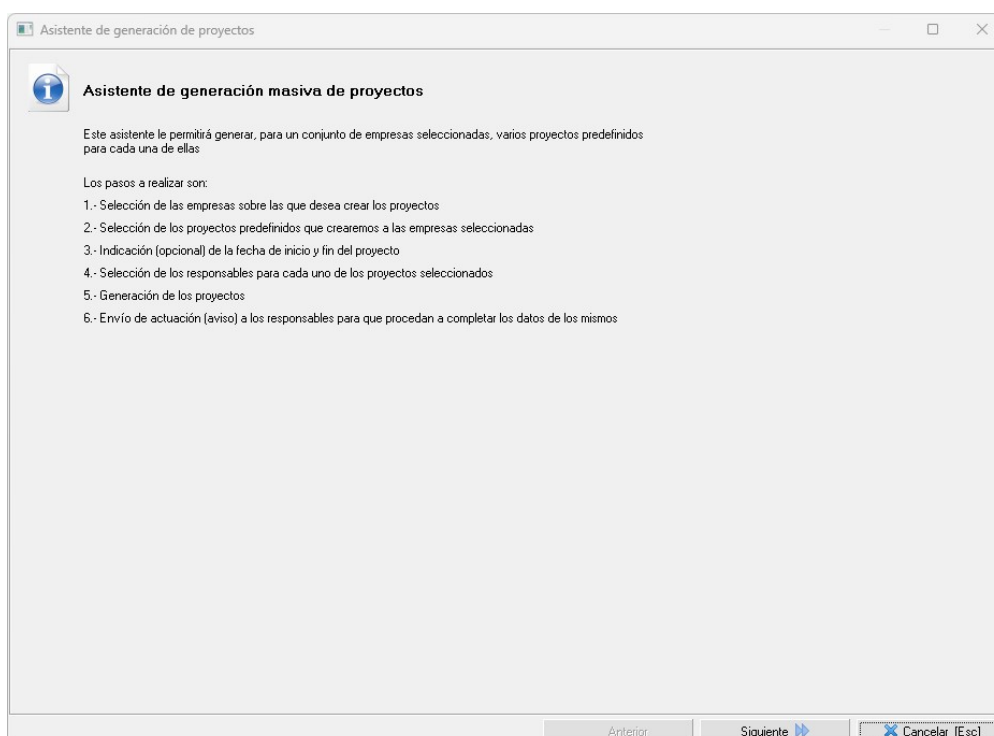 Asistente de generación de proyectos
Asistente de generación masiva de proyectos
Este asistente le permitirá generar, para un conjunto de empresas seleccionadas, varios proyectos predefinidos
para cada una de ellas
Los pasos a realizar son:
1.- Selección de las empresas sobre las que desea crear los proyectos
2.- Selección de los proyectos predefinidos que crearemos a las empresas seleccionadas
3.- Indicación (opcional) de la fecha de inicio y fin del proyecto
4.- Selección de los responsables para cada uno de los proyectos seleccionados
5.- Generación de los proyectos
6.- Envío de actuación (aviso) a los responsables para que procedan a completar los datos de los mismos
Anterior Siguiente Cancelar [Esc]